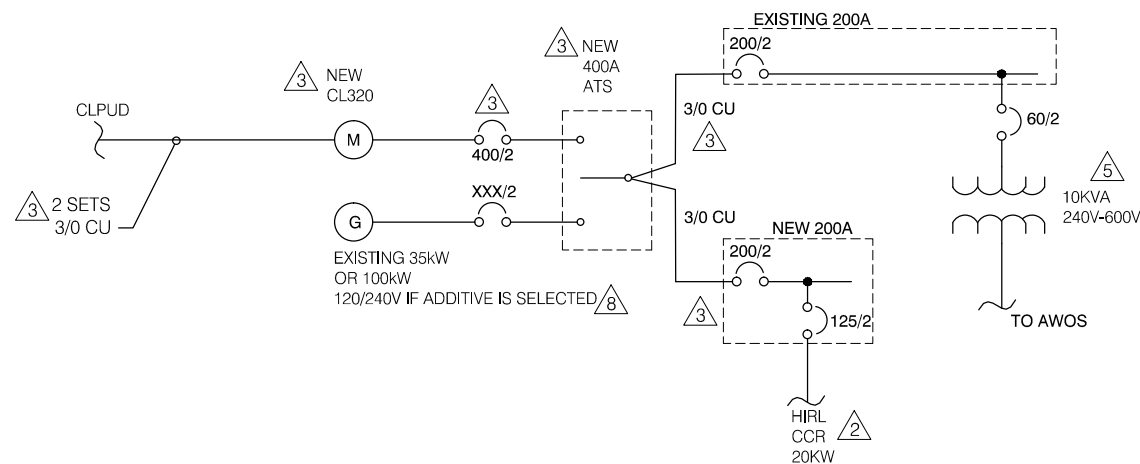 EXISTING 200A
200/2
3 NEW
400A
ATS
3 NEW
CL320
CLPUD
3
3/0 CU
3
60/2
M
400/2
5
10KVA
240V-600V
3 2 SETS
3/0 CU
XXX/2
G
3/0 CU
NEW 200A
200/2
EXISTING 35kW
OR 100kW
120/240V IF ADDITIVE IS SELECTED 8
3
125/2
TO AWOS
HIRL
CCR 2
20KW